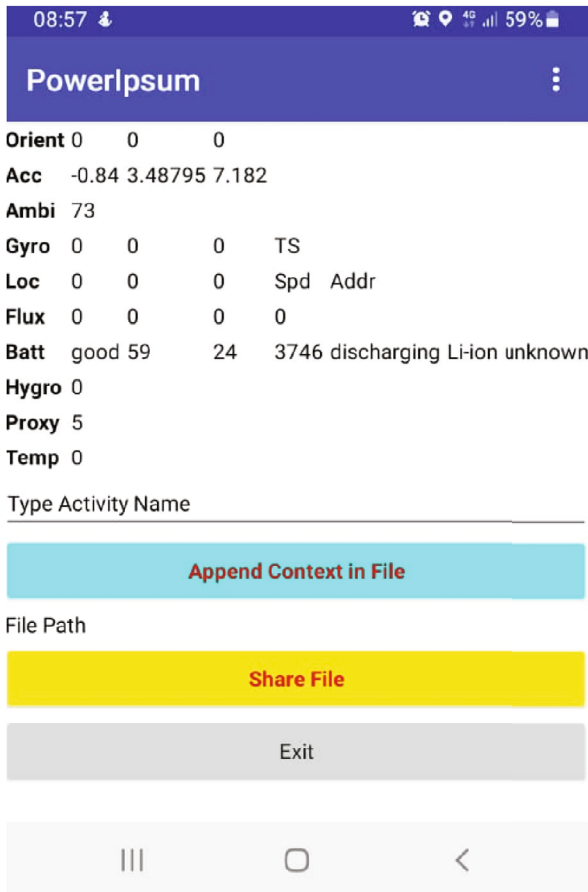 08:57 4G 59%
PowerIpsum
Orient 0 0 0
Acc -0.84 3.48795 7.182
Ambi 73
Gyro 0 0 0 TS
Loc 0 0 0 Spd Addr
Flux 0 0 0 0
Batt good 59 24 3746 discharging Li-ion unknown
Hygro 0
Proxy 5
Temp 0
Type Activity Name
Append Context in File
File Path
Share File
Exit